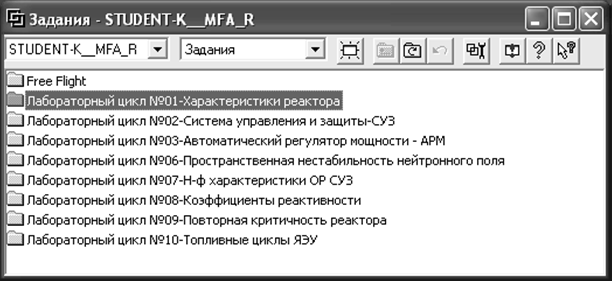 Задания - STUDENT-K__MFA_R
STUDENT-K__MFA_R Задания
Free Flight
Лабораторный цикл №01-Характеристики реактора
Лабораторный цикл №02-Система управления и защиты-СУЗ
Лабораторный цикл №03-Автоматический регулятор мощности - АРМ
Лабораторный цикл №06-Пространственная нестабильность нейтронного поля
Лабораторный цикл №07-Н-ф характеристики ОР СУЗ
Лабораторный цикл №08-Коэффициенты реактивности
Лабораторный цикл №09-Повторная критичность реактора
Лабораторный цикл №10-Топливные циклы ЯЭУ